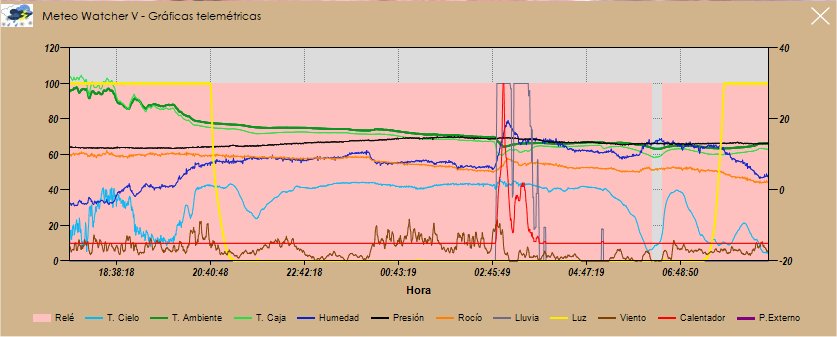 Meteo Watcher V - Gráficas telemétricas
120 40
100
80 20
60
40 0
20
0 -20
18:38:18 20:40:48 22:42:18 00:43:19 02:45:49 04:47:19 06:48:50
Hora
Relé T. Cielo T. Ambiente T. Caja Humedad Presión Rocío Lluvia Luz Viento Calentador P.Externo